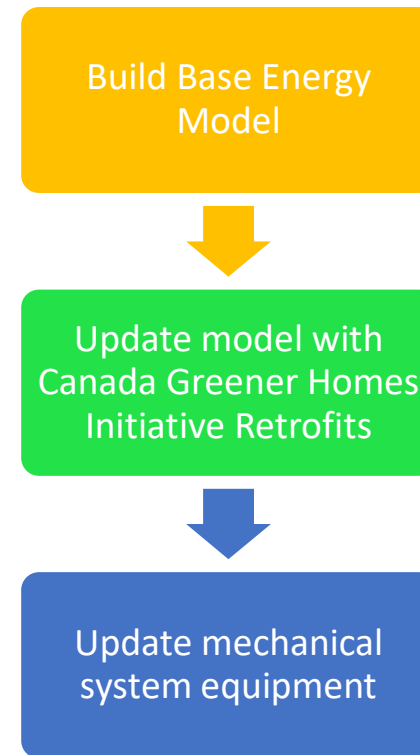 Build Base Energy
Model
Update model with
Canada Greener Homes
Initiative Retrofits
Update mechanical
system equipment